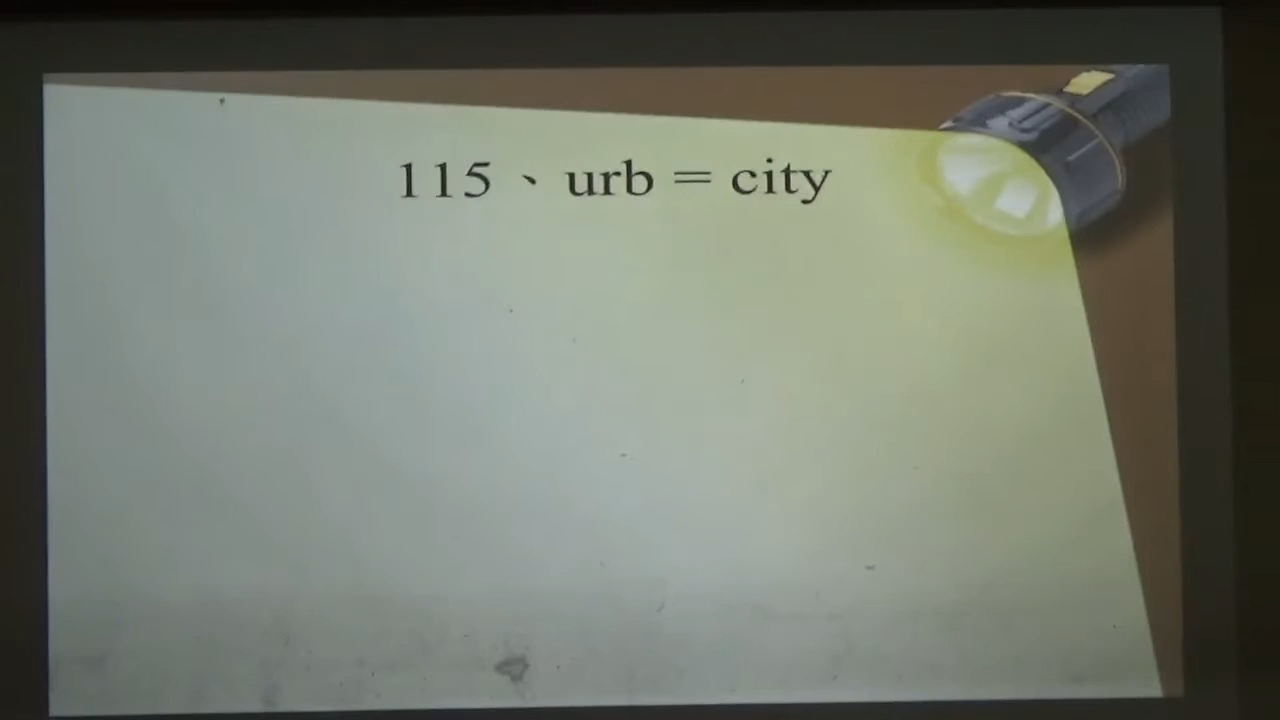 115、urb = city